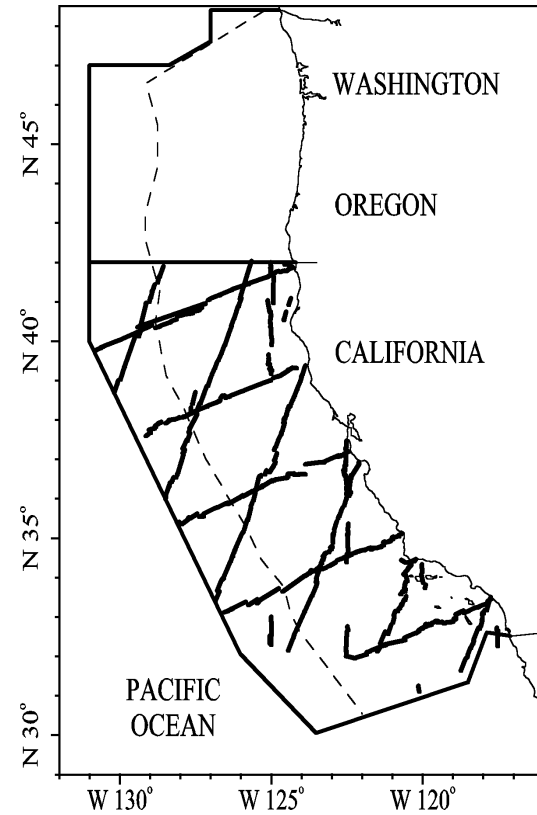 WASHINGTON
N 45°
OREGON
N 40°
CALIFORNIA
N 35°
PACIFIC
OCEAN
N 30°
W 130° W 125° W 120°